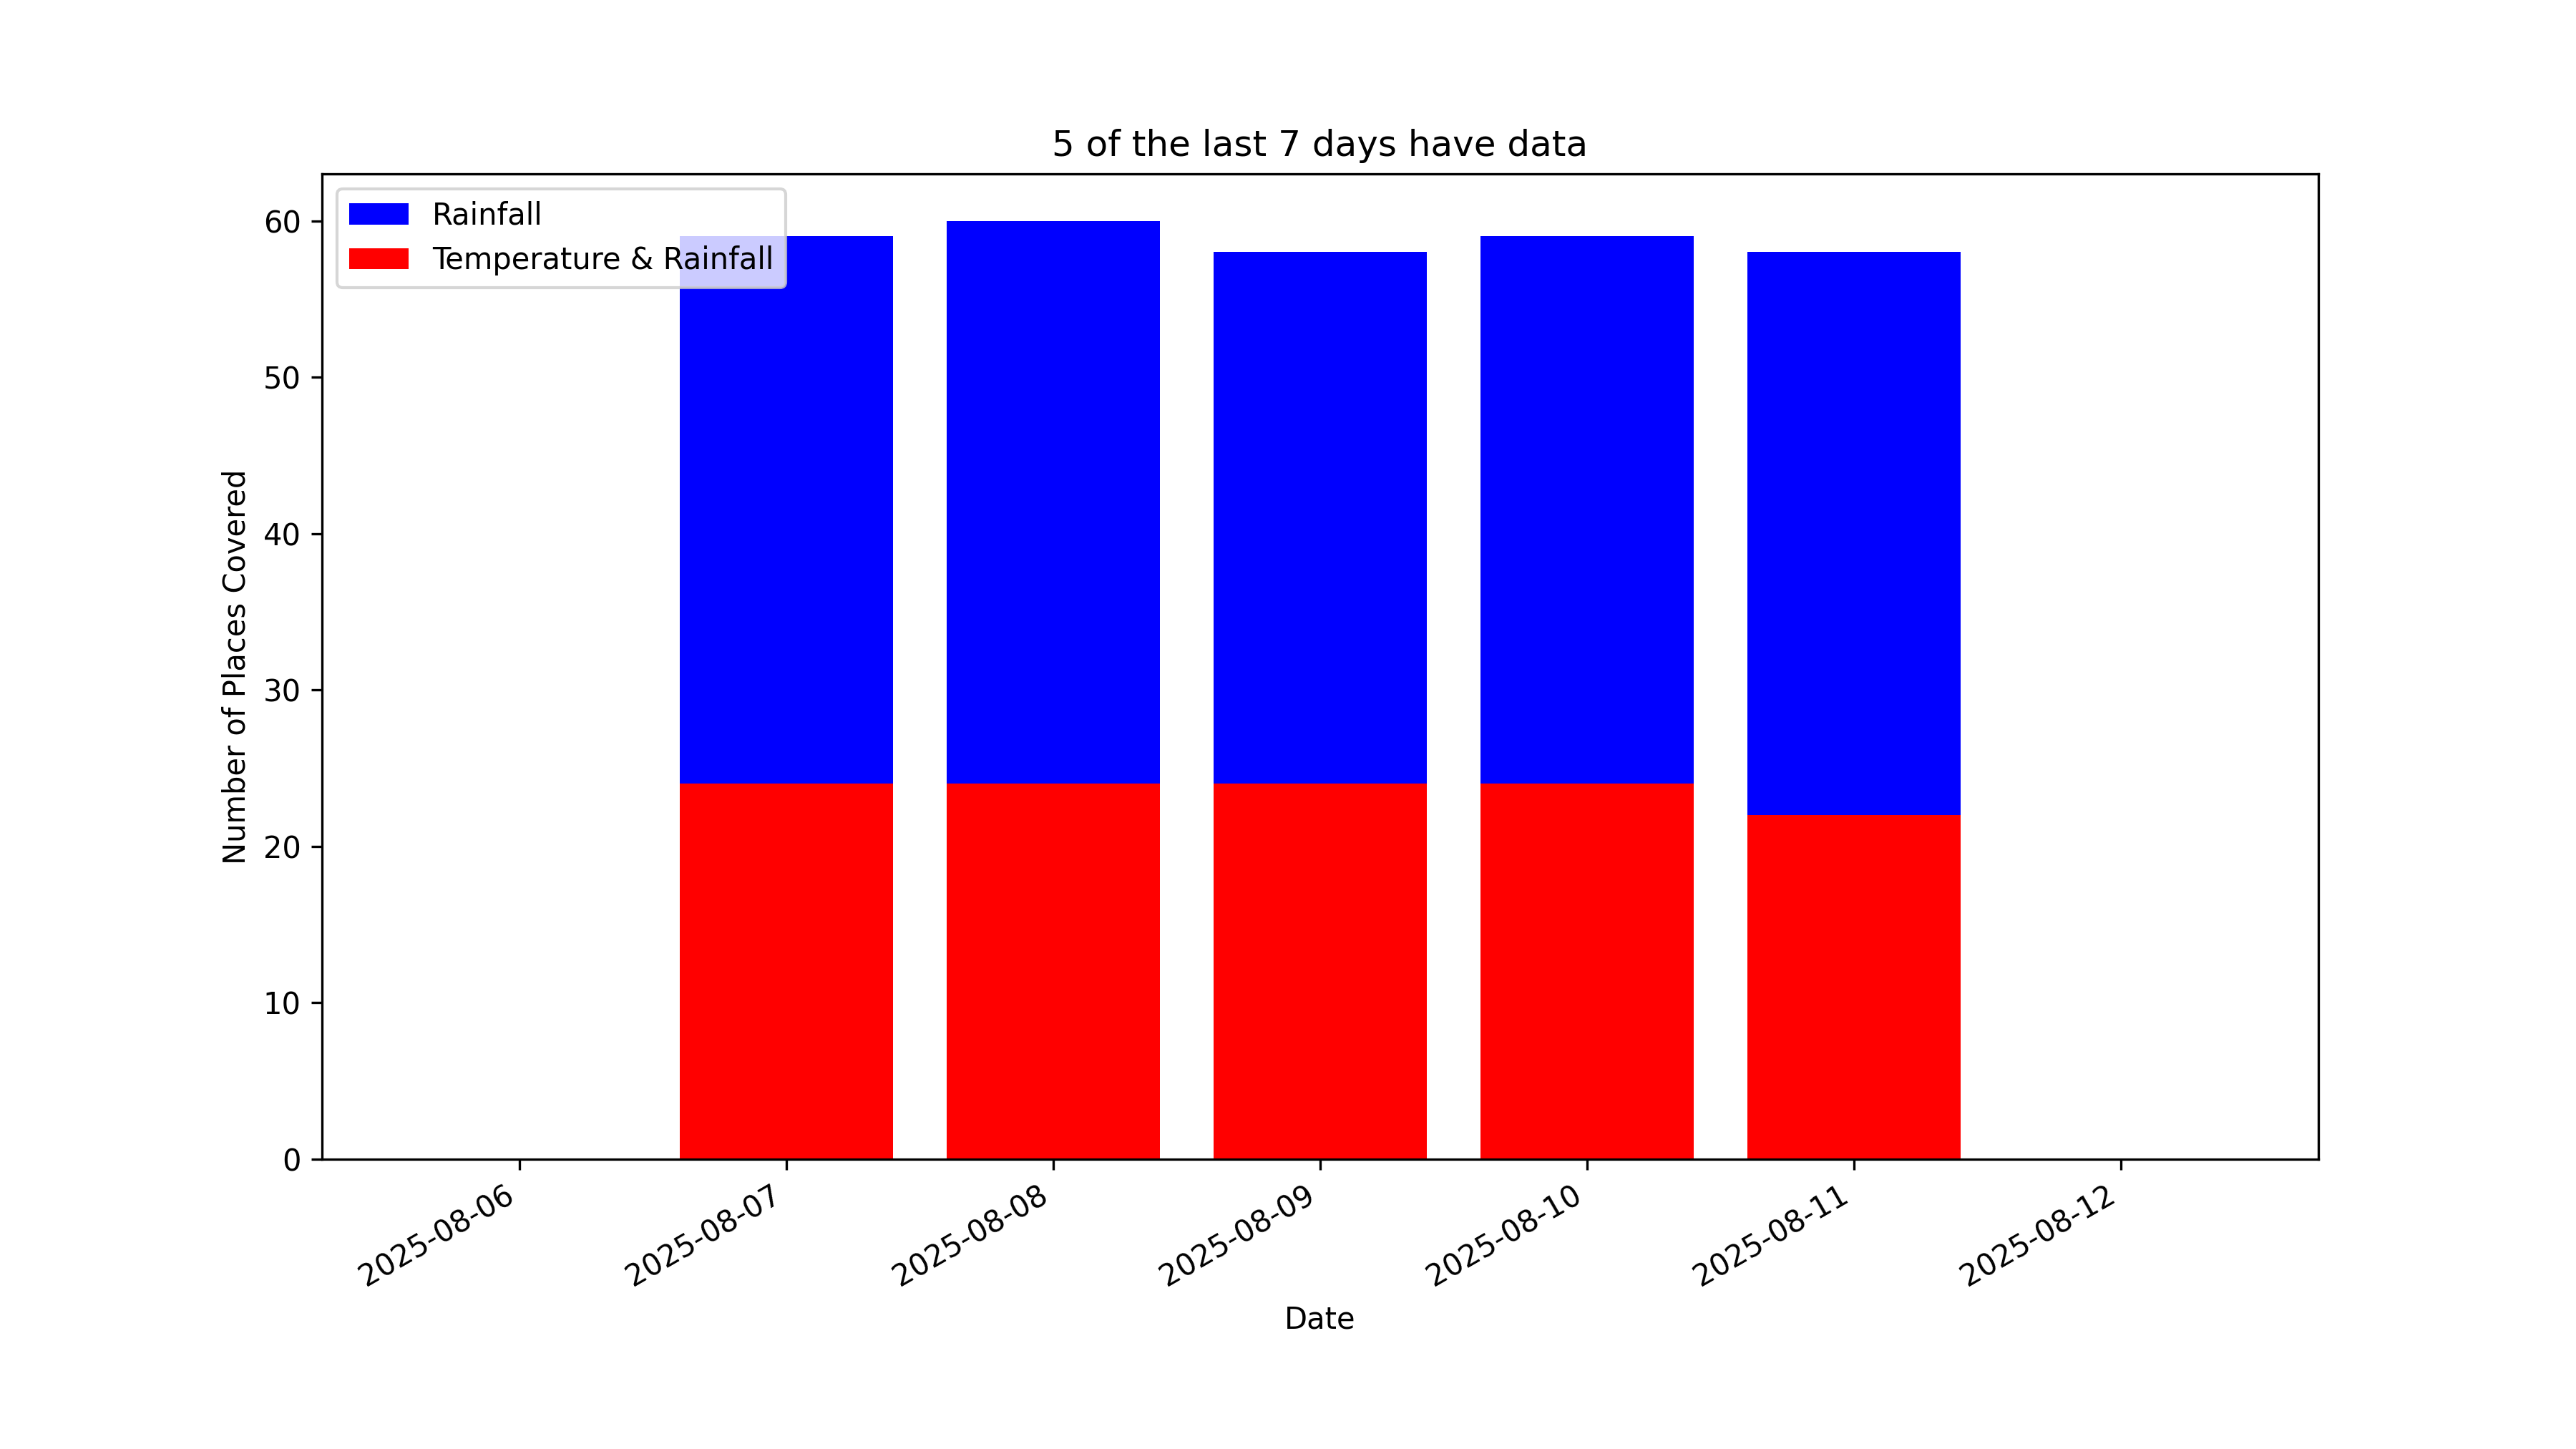 5 of the last 7 days have data
Rainfall
Temperature & Rainfall
Number of Places Covered
60
50
40
30
20
10
0
2025-08-06
2025-08-07
2025-08-08
2025-08-09
2025-08-10
2025-08-11
2025-08-12
Date